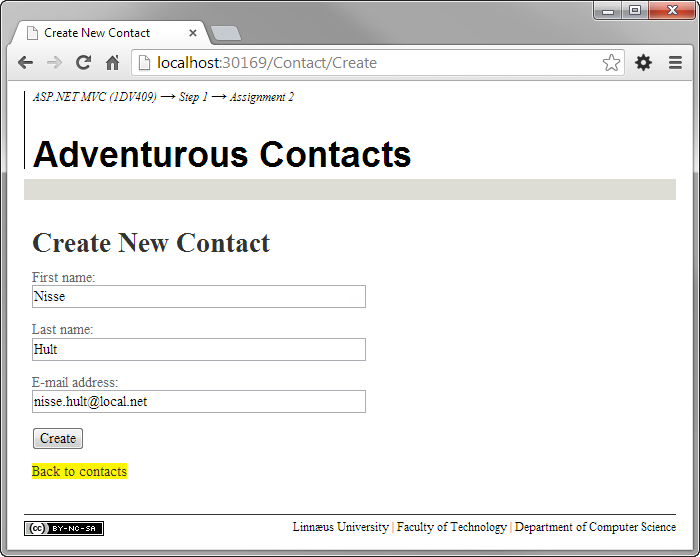 Create New Contact
localhost:30169/Contact/Create
ASP.NET MVC (1DV409) → Step 1 → Assignment 2
Adventurous Contacts
Create New Contact
First name:
Nisse
Last name:
Hult
E-mail address:
nisse.hult@local.net
Create
Back to contacts
(cc) BY-NC-SA
Linnæus University | Faculty of Technology | Department of Computer Science